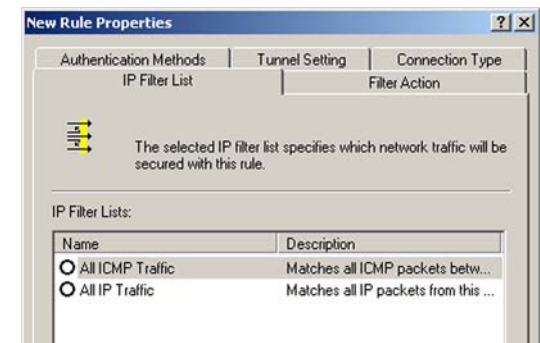 New Rule Properties
Authentication Methods Tunnel Setting Connection Type
IP Filter List Filter Action
The selected IP filter list specifies which network traffic will be
secured with this rule.
IP Filter Lists:
Name Description
All ICMP Traffic Matches all ICMP packets betw...
All IP Traffic Matches all IP packets from this ...